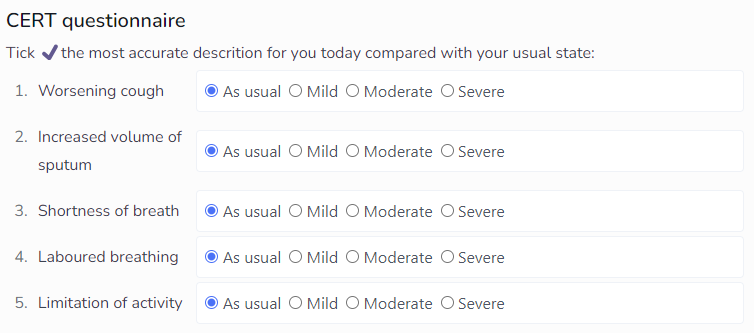 CERT questionnaire
Tick ✔ the most accurate descrition for you today compared with your usual state:
1. Worsening cough As usual Mild Moderate Severe
2. Increased volume of
sputum As usual Mild Moderate Severe
3. Shortness of breath As usual Mild Moderate Severe
4. Laboured breathing As usual Mild Moderate Severe
5. Limitation of activity As usual Mild Moderate Severe